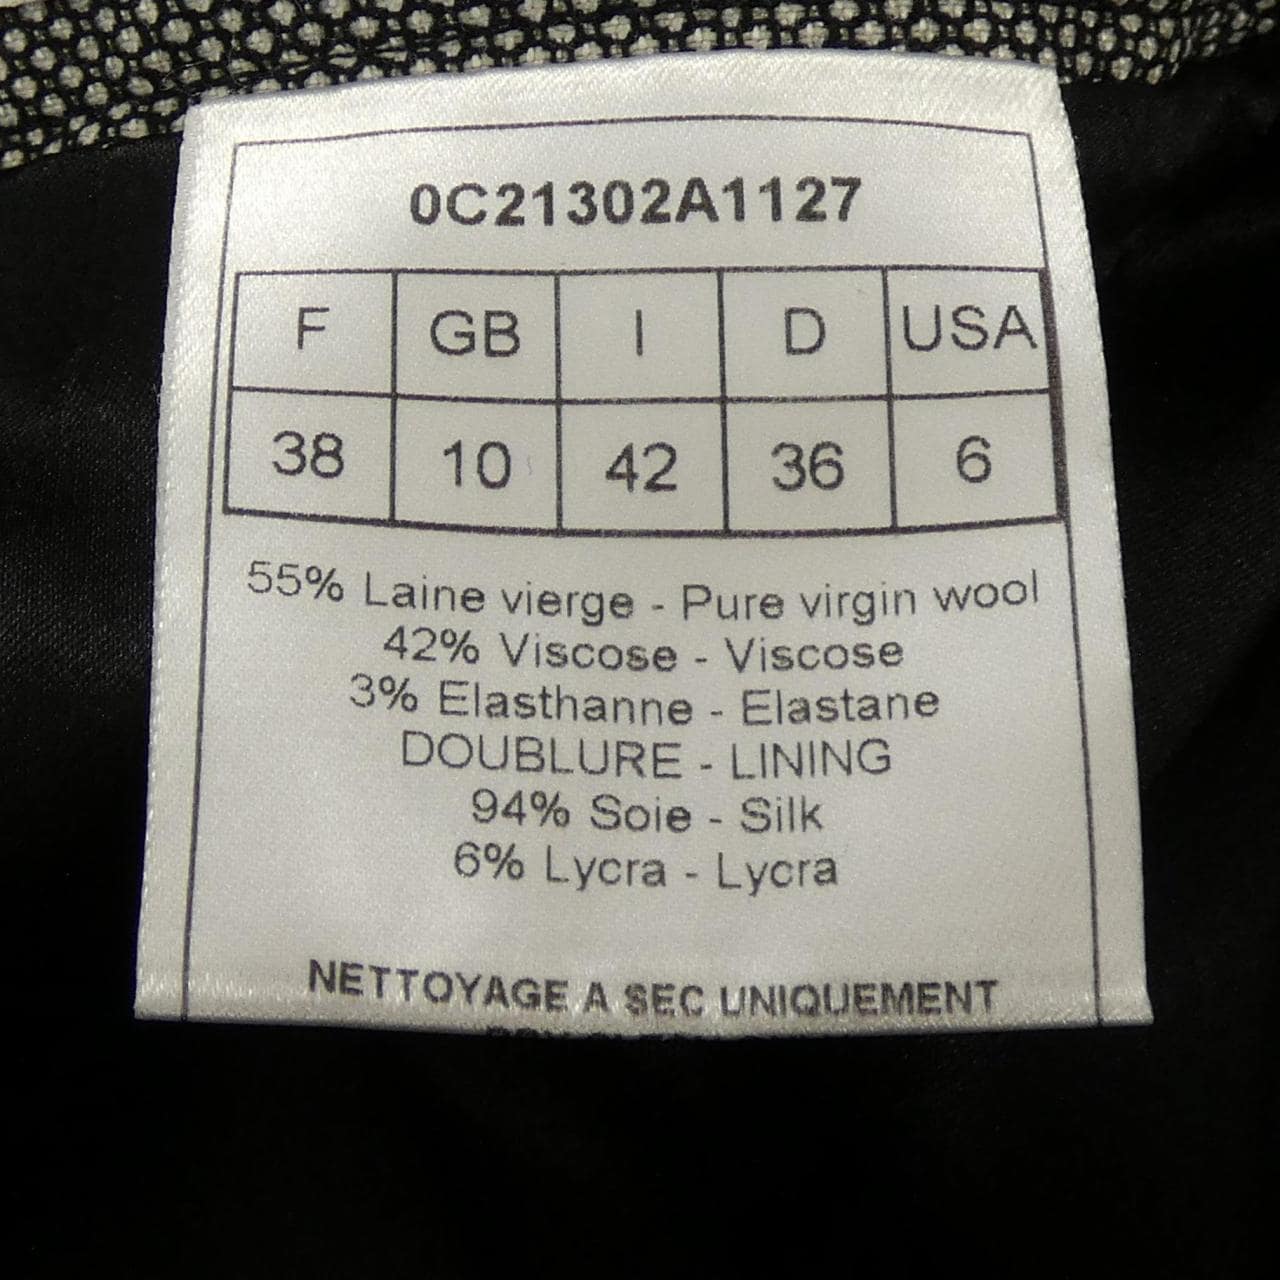 0C21302A1127
F GB I D USA
38 10 42 36 6
55% Laine vierge - Pure virgin wool
42% Viscose - Viscose
3% Elasthanne - Elastane
DOUBLURE - LINING
94% Soie - Silk
6% Lycra - Lycra
NETTOYAGE A SEC UNIQUEMENT